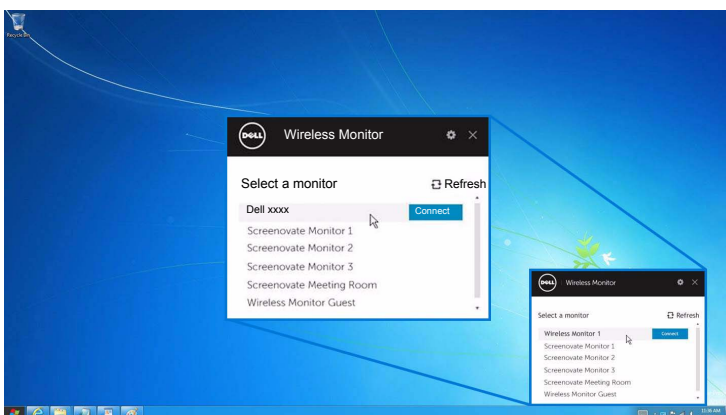 Recycle Bin
DELL Wireless Monitor
Select a monitor Refresh
Dell xxxx Connect
Screenovate Monitor 1
Screenovate Monitor 2
Screenovate Monitor 3
Screenovate Meeting Room
Wireless Monitor Guest
DELL Wireless Monitor
Select a monitor Refresh
Wireless Monitor 1 Connect
Screenovate Monitor 1
Screenovate Monitor 2
Screenovate Monitor 3
Screenovate Meeting Room
Wireless Monitor Guest